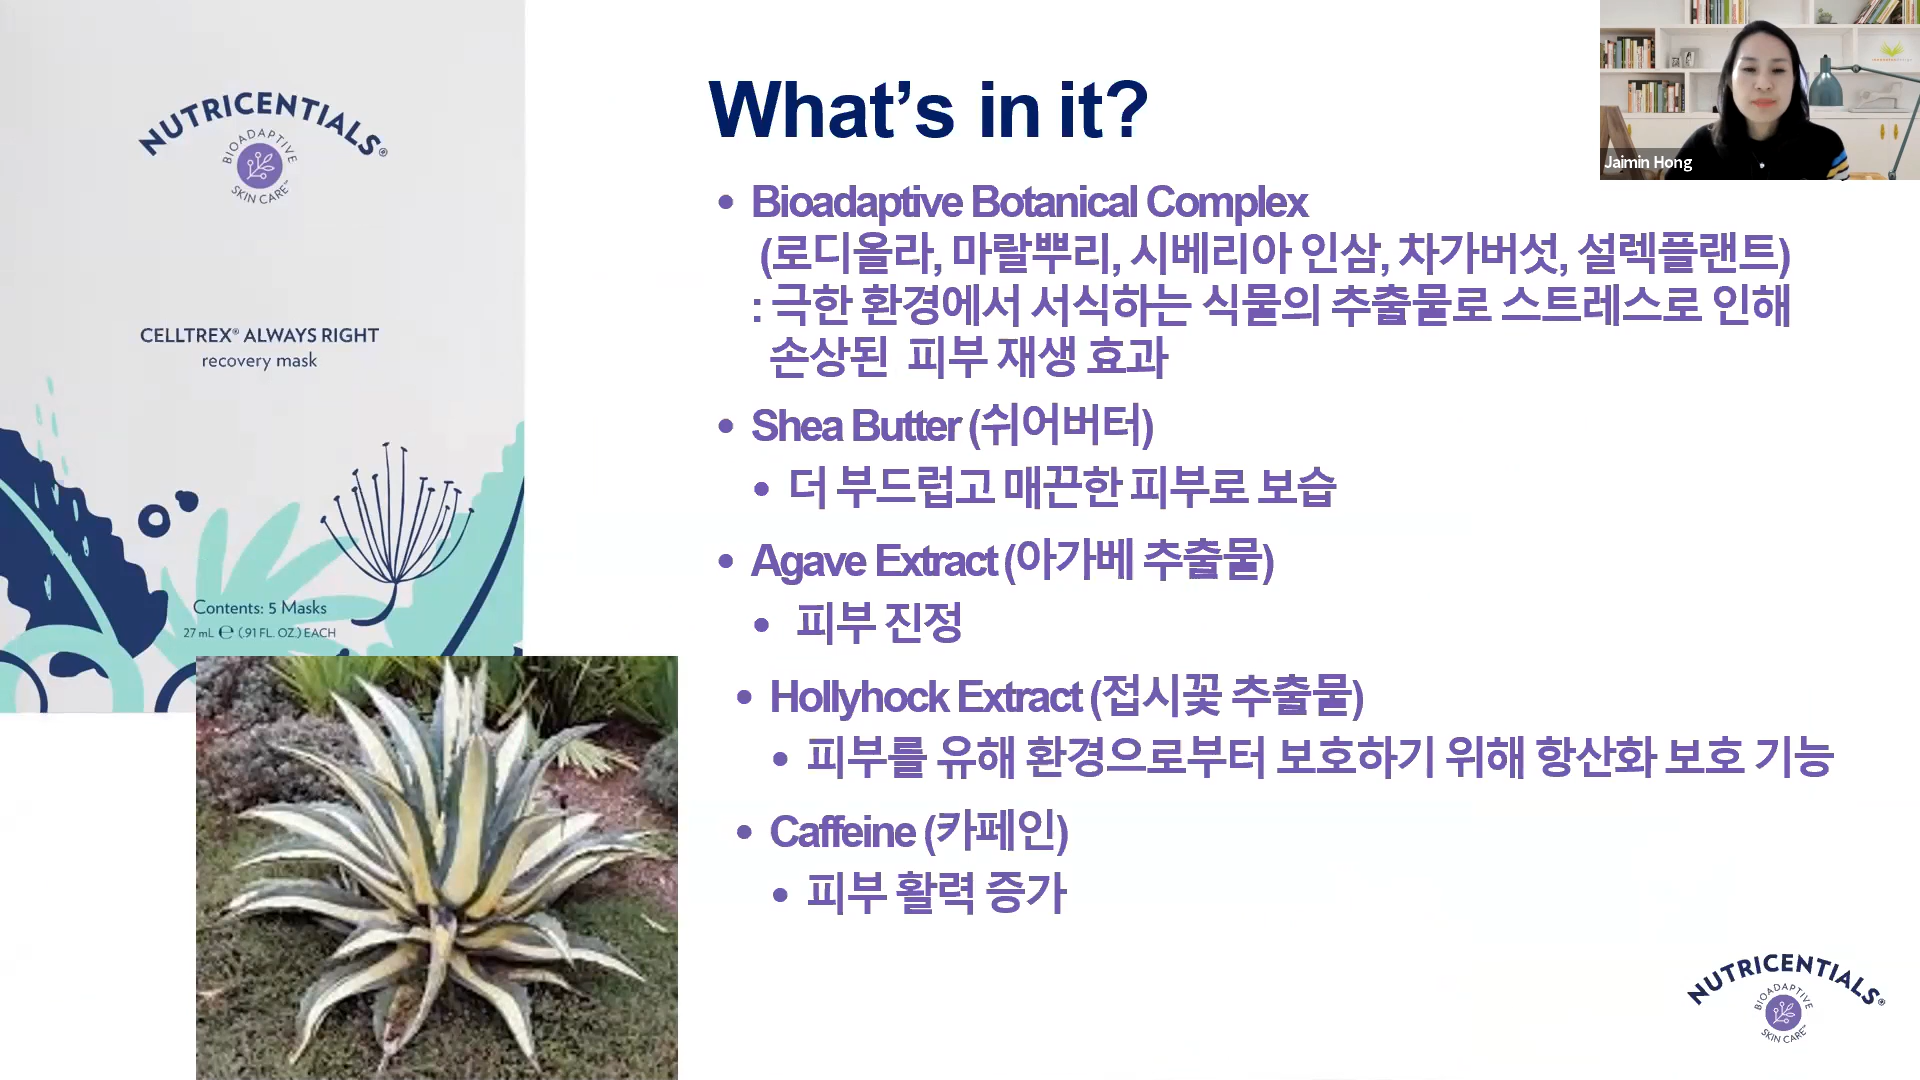 NUTRICENTIALS®
BIOADAPTIVE
SKIN CARE™
CELLTREX® ALWAYS RIGHT
recovery mask
Contents: 5 Masks
27 mL ℮ (.91 FL. OZ.) EACH
What's in it?
• Bioadaptive Botanical Complex
(로디올라, 마랄뿌리, 시베리아 인삼, 차가버섯, 설렉플랜트)
: 극한 환경에서 서식하는 식물의 추출물로 스트레스로 인해
손상된 피부 재생 효과
• Shea Butter (쉬어버터)
• 더 부드럽고 매끈한 피부로 보습
• Agave Extract (아가베 추출물)
• 피부 진정
• Hollyhock Extract (접시꽃 추출물)
• 피부를 유해 환경으로부터 보호하기 위해 항산화 보호 기능
• Caffeine (카페인)
• 피부 활력 증가
Jaimin Hong
NUTRICENTIALS®
BIOADAPTIVE
SKIN CARE™